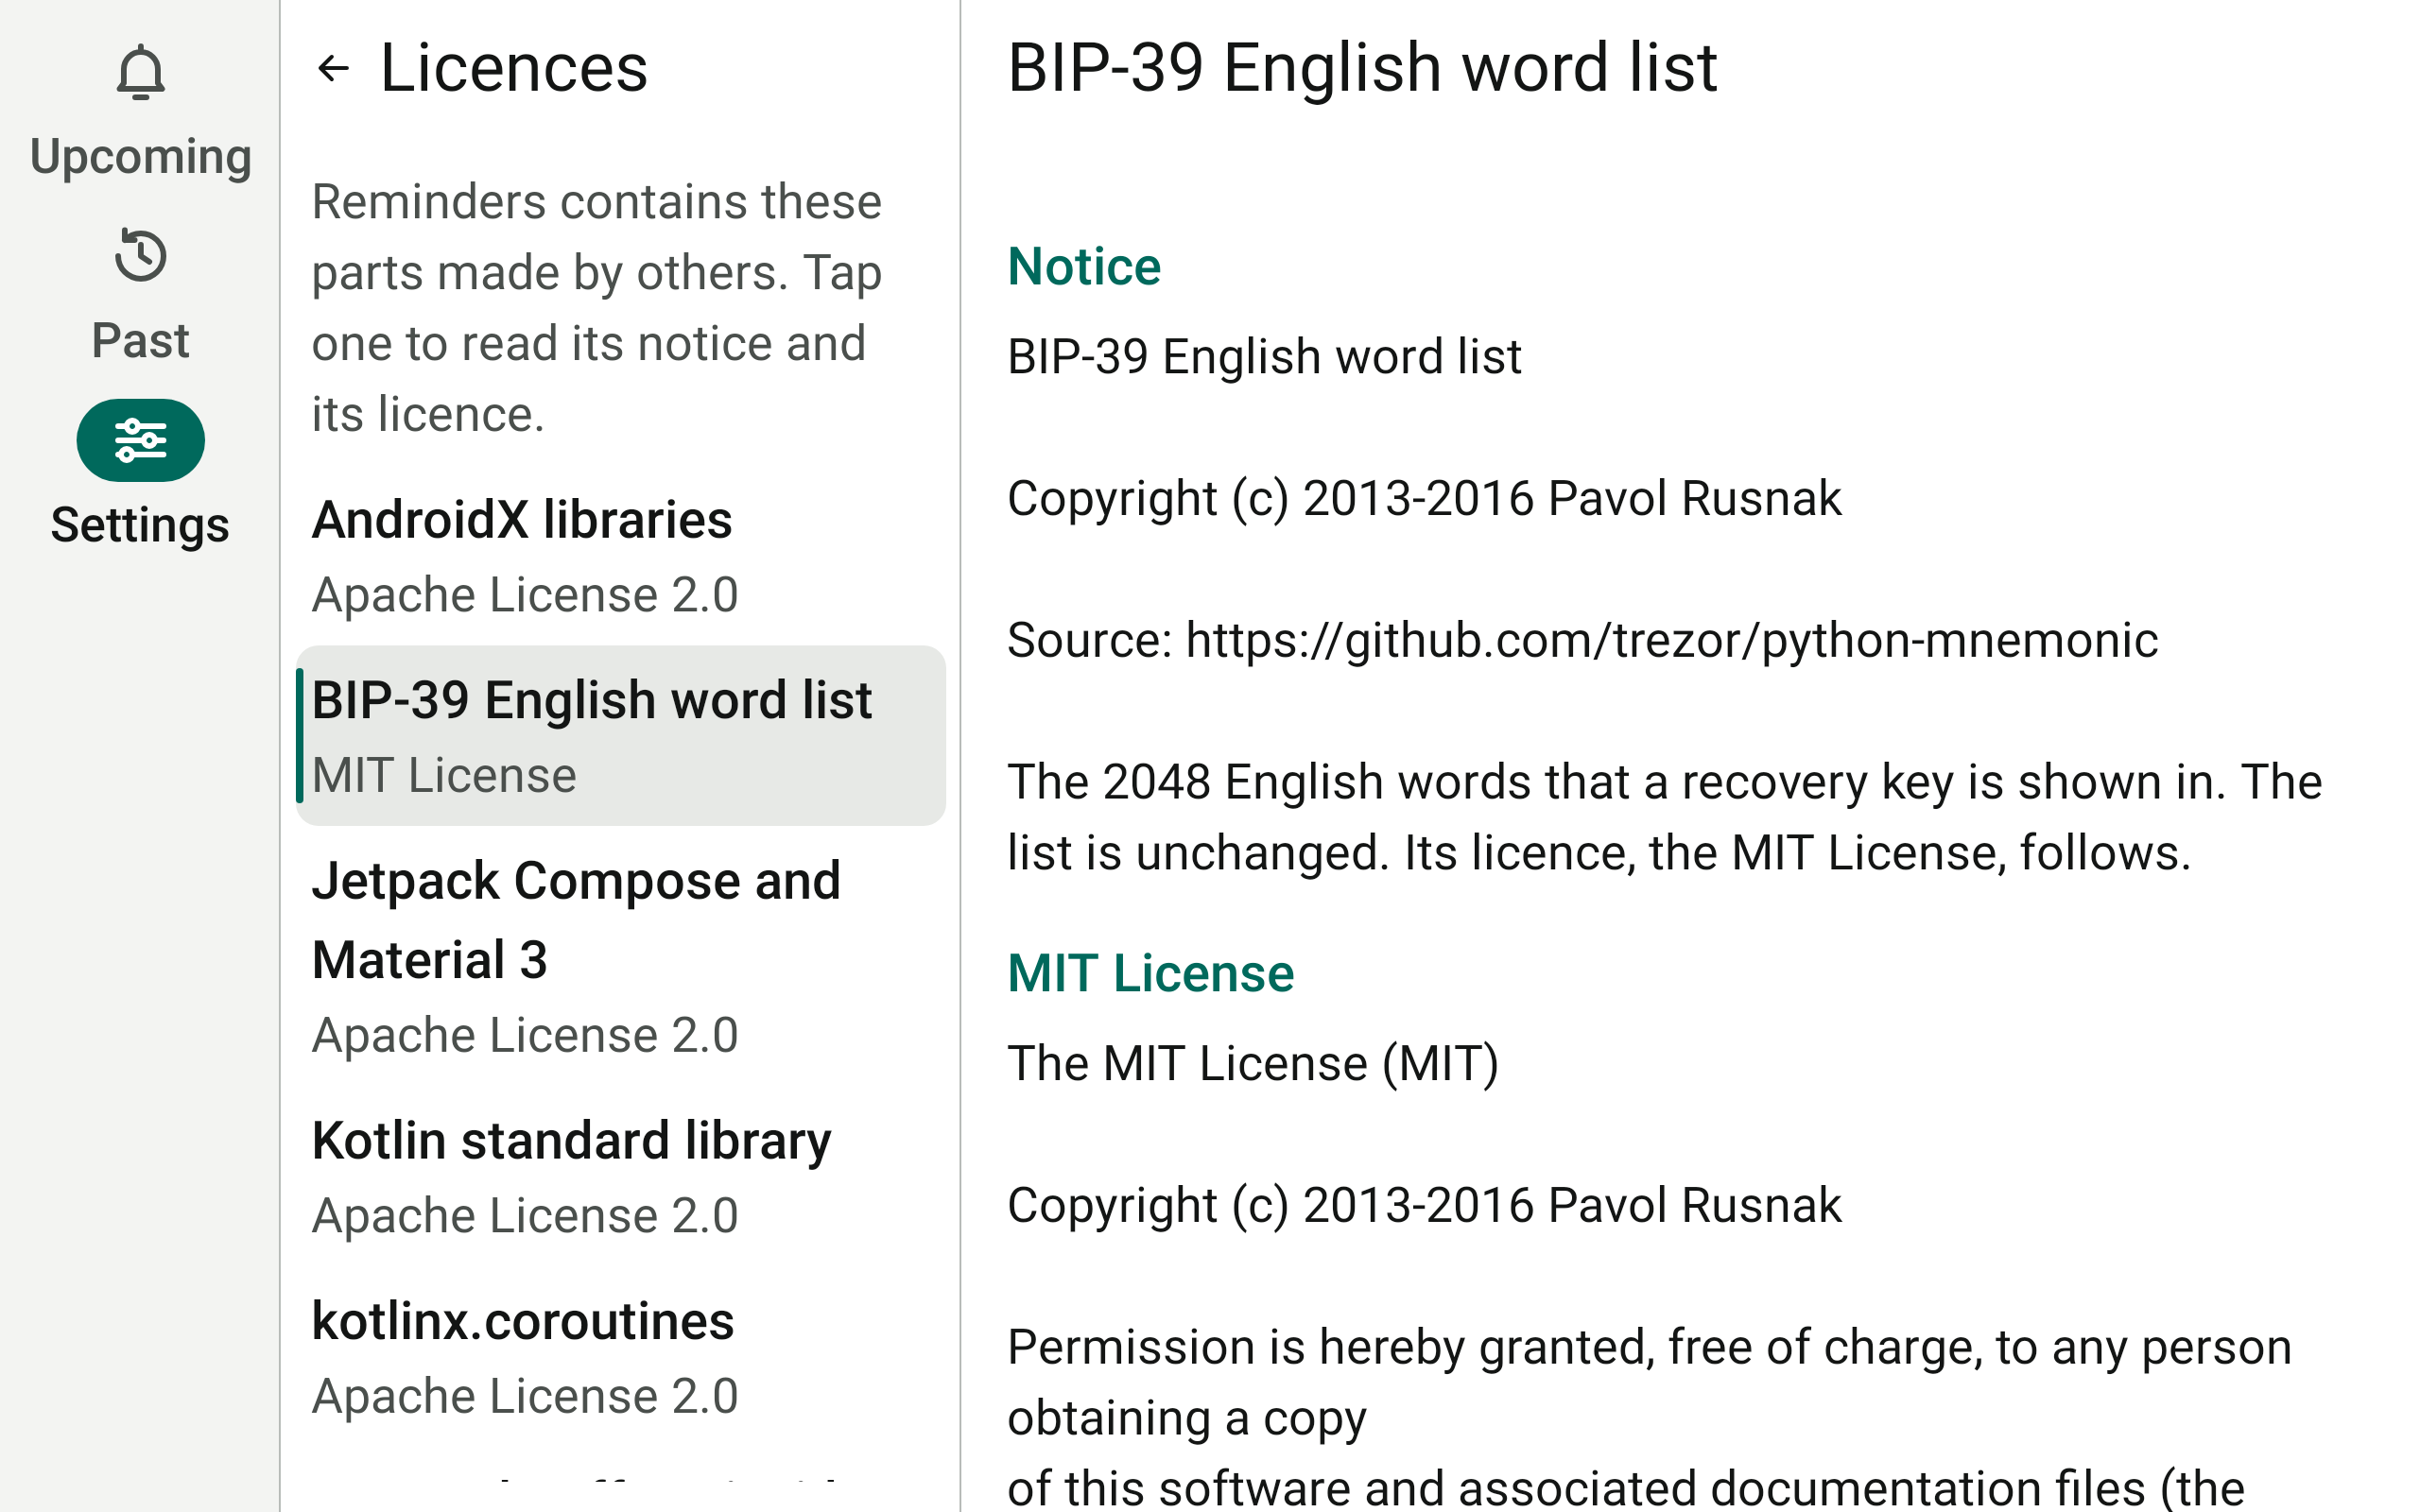 Upcoming
Past
Settings
Licences
Reminders contains these
parts made by others. Tap
one to read its notice and
its licence.
AndroidX libraries
Apache License 2.0
BIP-39 English word list
MIT License
Jetpack Compose and
Material 3
Apache License 2.0
Kotlin standard library
Apache License 2.0
kotlinx.coroutines
Apache License 2.0
BIP-39 English word list
Notice
BIP-39 English word list
Copyright (c) 2013-2016 Pavol Rusnak
Source: https://github.com/trezor/python-mnemonic
The 2048 English words that a recovery key is shown in. The
list is unchanged. Its licence, the MIT License, follows.
MIT License
The MIT License (MIT)
Copyright (c) 2013-2016 Pavol Rusnak
Permission is hereby granted, free of charge, to any person
obtaining a copy
of this software and associated documentation files (the